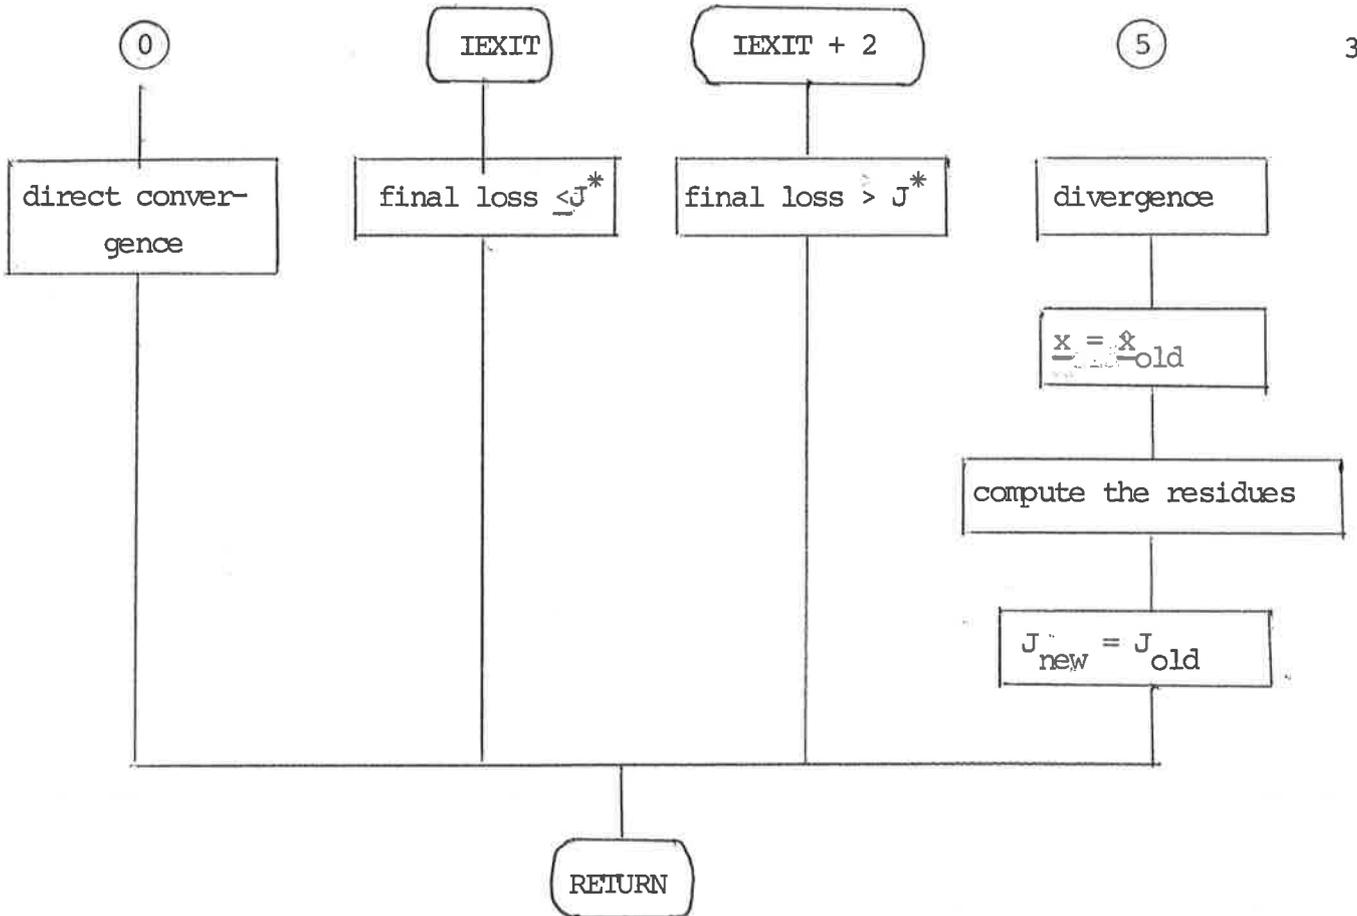 0
IEXIT
IEXIT + 2
5
3
direct conver-
gence
final loss ≤J*
final loss > J*
divergence
x = x̂old
compute the residues
Jnew = Jold
RETURN